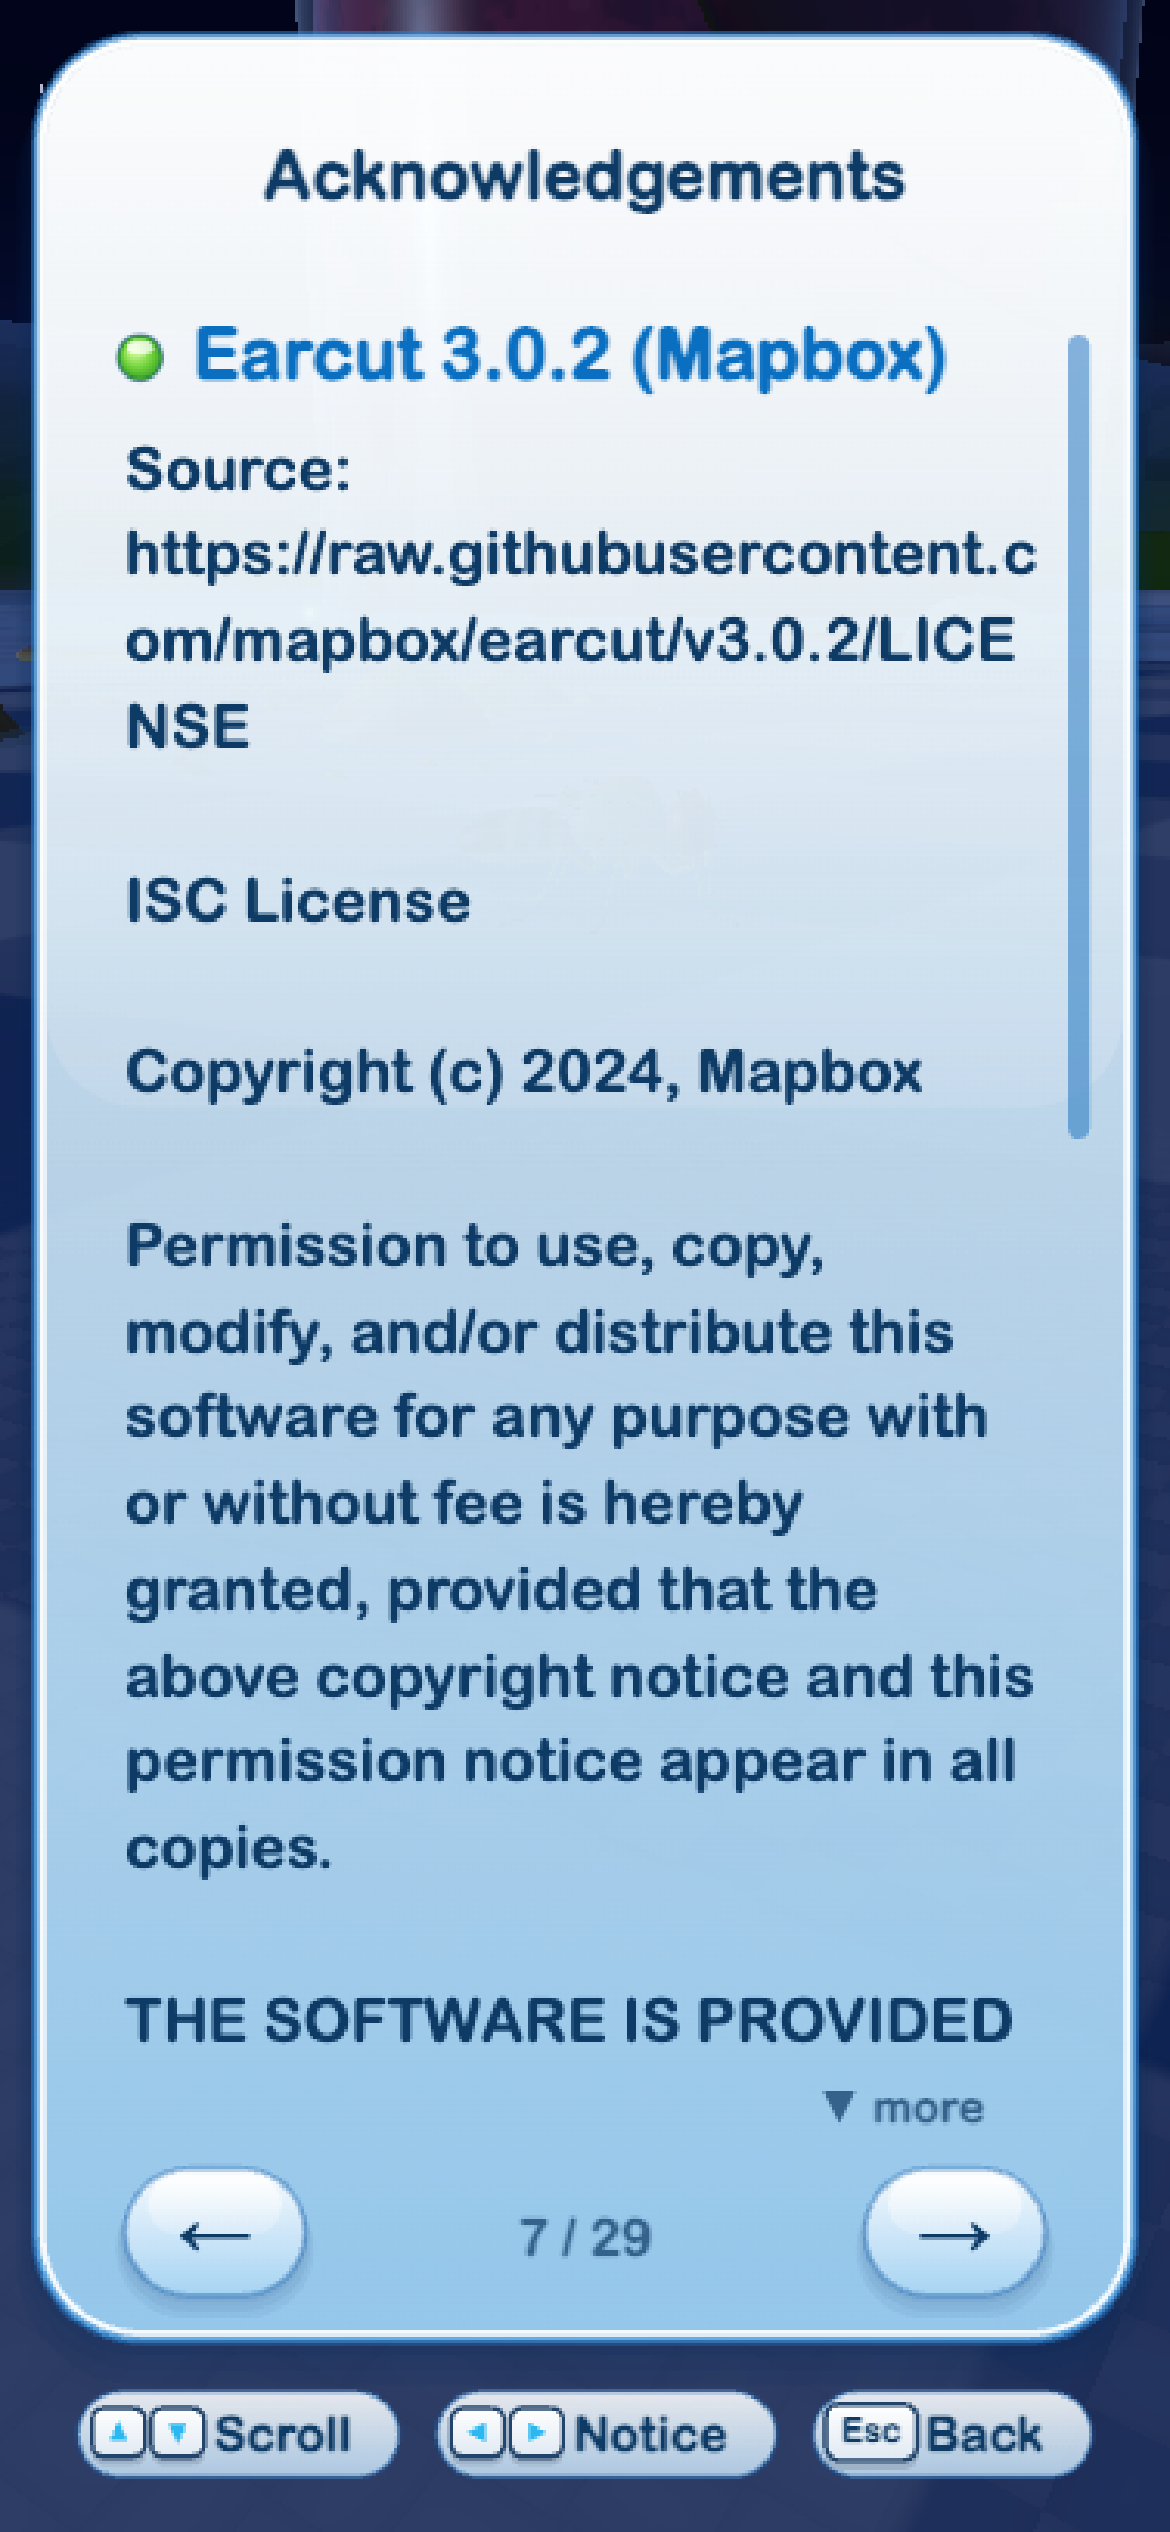 Acknowledgements
Earcut 3.0.2 (Mapbox)
Source:
https://raw.githubusercontent.c
om/mapbox/earcut/v3.0.2/LICE
NSE
ISC License
Copyright (c) 2024, Mapbox
Permission to use, copy,
modify, and/or distribute this
software for any purpose with
or without fee is hereby
granted, provided that the
above copyright notice and this
permission notice appear in all
copies.
THE SOFTWARE IS PROVIDED
▼ more
← 7 / 29 →
▲ ▼ Scroll ◄ ► Notice Esc Back